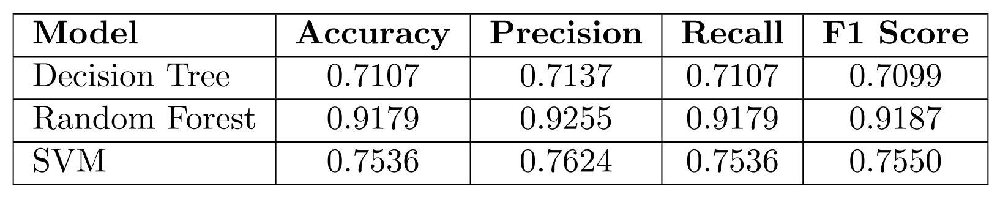 Model Accuracy Precision Recall F1 Score
Decision Tree 0.7107 0.7137 0.7107 0.7099
Random Forest 0.9179 0.9255 0.9179 0.9187
SVM 0.7536 0.7624 0.7536 0.7550